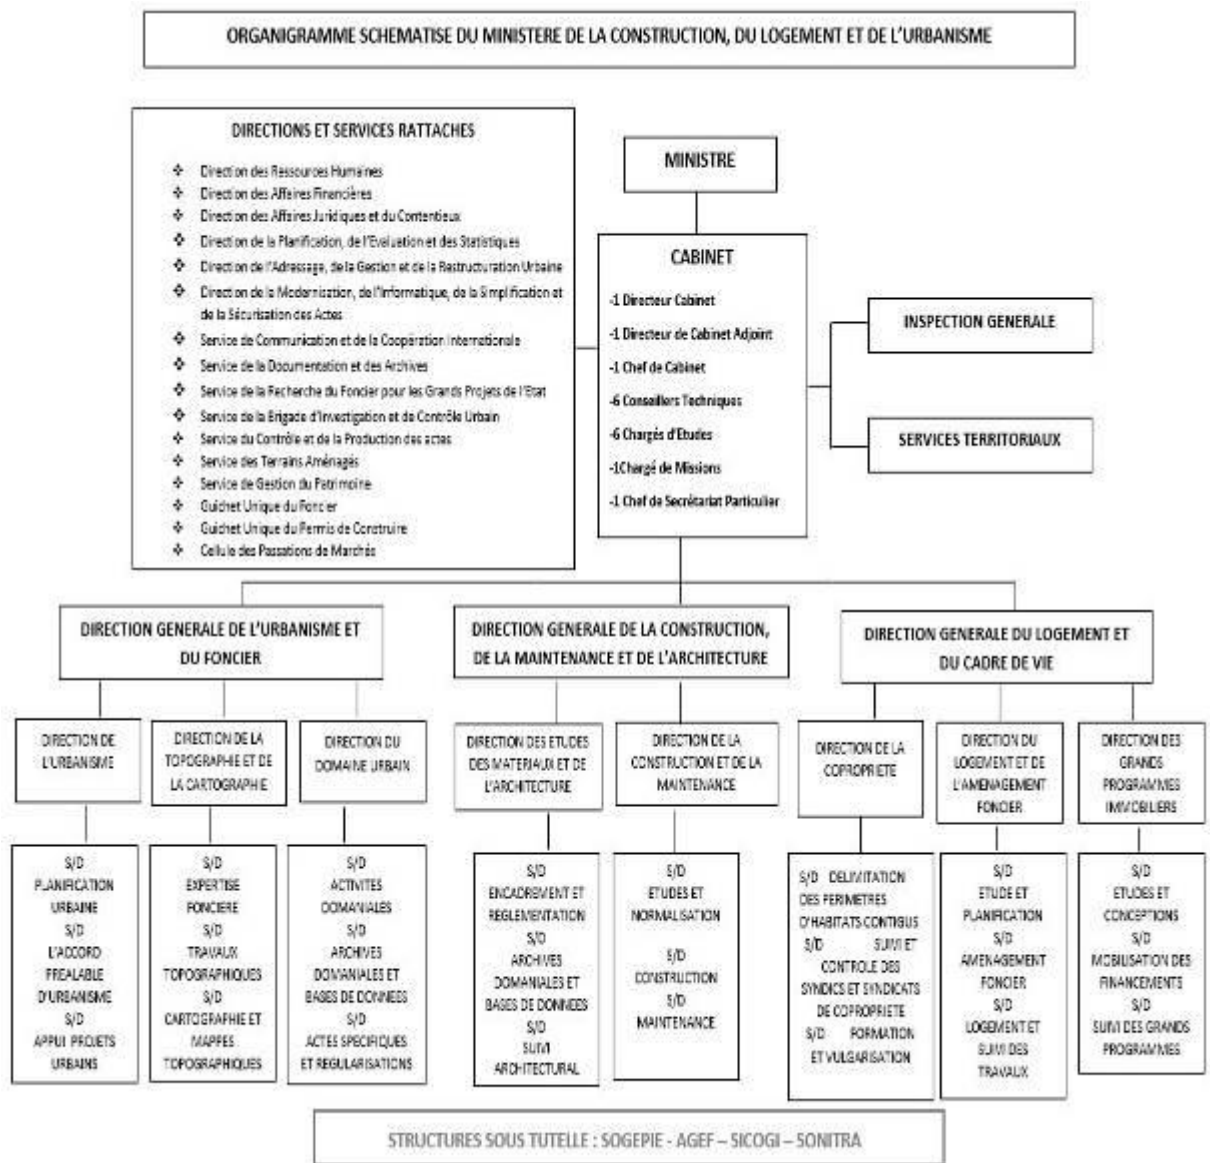 ORGANIGRAMME SCHEMATISE DU MINISTERE DE LA CONSTRUCTION, DU LOGEMENT ET DE L'URBANISME
DIRECTIONS ET SERVICES RATTACHES
❖ Direction des Ressources Humaines
❖ Direction des Affaires Financières
❖ Direction des Affaires Juridiques et du Contentieux
❖ Direction de la Planification, de l'Evaluation et des Statistiques
❖ Direction de l'Adressage, de la Gestion et de la Restructuration Urbaine
❖ Direction de la Modernisation, de l'Informatique, de la Simplification et
de la Sécurisation des Actes
❖ Service de Communication et de la Coopération Internationale
❖ Service de la Documentation et des Archives
❖ Service de la Recherche du Foncier pour les Grands Projets de l'Etat
❖ Service de la Brigade d'Investigation et de Contrôle Urbain
❖ Service du Contrôle et de la Production des actes
❖ Service des Terrains Aménagés
❖ Service de Gestion du Patrimoine
❖ Guichet Unique du Foncier
❖ Guichet Unique du Permis de Construire
❖ Cellule des Passations de Marchés
MINISTRE
CABINET
-1 Directeur Cabinet
-1 Directeur de Cabinet Adjoint
-1 Chef de Cabinet
-6 Conseillers Techniques
-6 Chargés d'Etudes
-1Chargé de Missions
-1 Chef de Secrétariat Particulier
INSPECTION GENERALE
SERVICES TERRITORIAUX
DIRECTION GENERALE DE L'URBANISME ET
DU FONCIER
DIRECTION GENERALE DE LA CONSTRUCTION,
DE LA MAINTENANCE ET DE L'ARCHITECTURE
DIRECTION GENERALE DU LOGEMENT ET
DU CADRE DE VIE
DIRECTION DE
L'URBANISME
DIRECTION DE LA
TOPOGRAPHIE ET DE
LA CARTOGRAPHIE
DIRECTION DU
DOMAINE URBAIN
DIRECTION DES ETUDES
DES MATERIAUX ET DE
L'ARCHITECTURE
DIRECTION DE LA
CONSTRUCTION ET DE LA
MAINTENANCE
DIRECTION DE LA
COPROPRIETE
DIRECTION DU
LOGEMENT ET DE
L'AMENAGEMENT
FONCIER
DIRECTION DES
GRANDS
PROGRAMMES
IMMOBILIERS
S/D
PLANIFICATION
URBAINE
S/D
L'ACCORD
PREALABLE
D'URBANISME
S/D
APPUI PROJETS
URBAINS
S/D
EXPERTISE
FONCIERE
S/D
TRAVAUX
TOPOGRAPHIQUES
S/D
CARTOGRAPHIE ET
MAPPES
TOPOGRAPHIQUES
S/D
ACTIVITES
DOMANIALES
S/D
ARCHIVES
DOMANIALES ET
BASES DE DONNEES
S/D
ACTES SPECIFIQUES
ET REGULARISATIONS
S/D
ENCADREMENT ET
REGLEMENTATION
S/D
ARCHIVES
DOMANIALES ET
BASES DE DONNEES
S/D
SUIVI
ARCHITECTURAL
S/D
ETUDES ET
NORMALISATION
S/D
CONSTRUCTION
S/D
MAINTENANCE
S/D DELIMITATION
DES PERIMETRES
D'HABITATS CONTIGUS
S/D SUIVI ET
CONTROLE DES
SYNDICS ET SYNDICATS
DE COPROPRIETE
S/D FORMATION
ET VULGARISATION
S/D
ETUDE ET
PLANIFICATION
S/D
AMENAGEMENT
FONCIER
S/D
LOGEMENT ET
SUIVI DES
TRAVAUX
S/D
ETUDES ET
CONCEPTIONS
S/D
MOBILISATION DES
FINANCEMENTS
S/D
SUIVI DES GRANDS
PROGRAMMES
STRUCTURES SOUS TUTELLE : SOGEPIE - AGEF – SICOGI – SONITRA